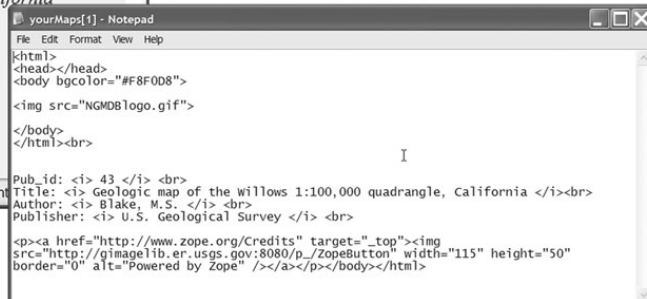 yourMaps[1] - Notepad
File Edit Format View Help
<html>
<head></head>
<body bgcolor="#F8F0D8">
<img src="NGMDBlogo.gif">
</body>
</html><br>
Pub_id: <i> 43 </i> <br>
Title: <i> Geologic map of the Willows 1:100,000 quadrangle, California </i><br>
Author: <i> Blake, M.S. </i> <br>
Publisher: <i> U.S. Geological Survey </i> <br>
<p><a href="http://www.zope.org/Credits" target="_top"><img
src="http://gimagelib.er.usgs.gov:8080/p_/ZopeButton" width="115" height="50"
border="0" alt="Powered by Zope" /></a></p></body></html>